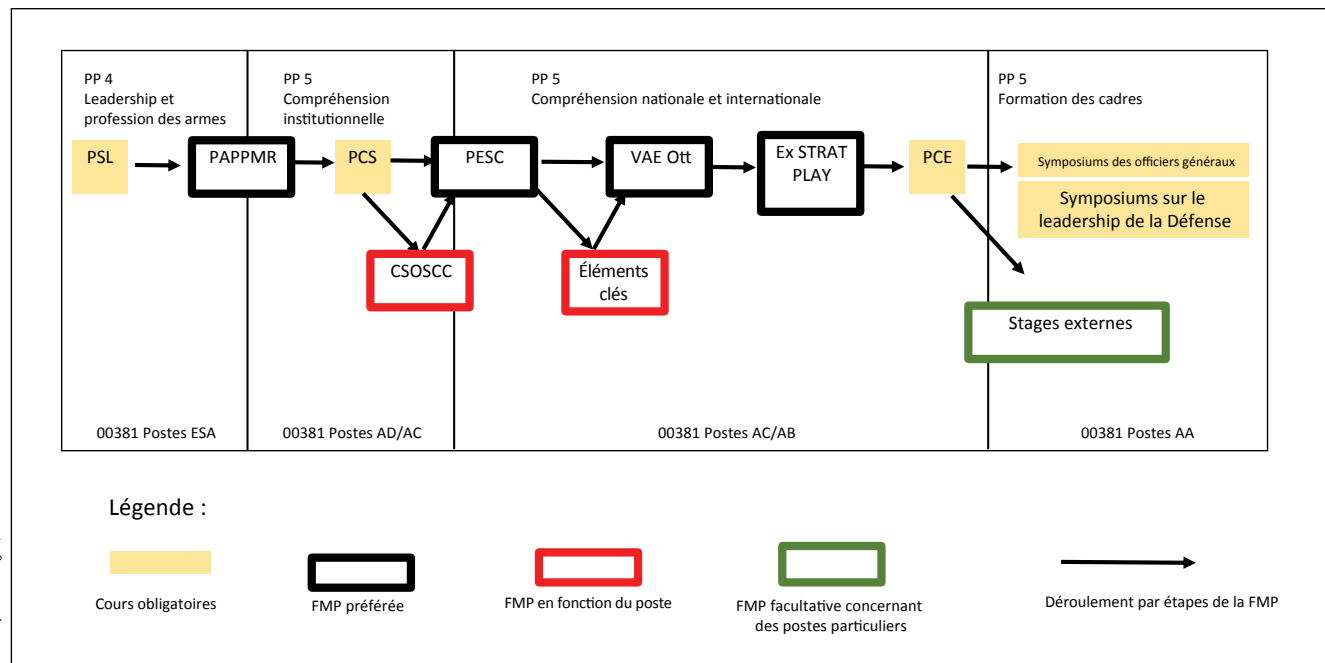 PP 4
Leadership et
profession des armes
PP 5
Compréhension
institutionnelle
PP 5
Compréhension nationale et internationale
PP 5
Formation des cadres
PSL
PAPPMR
PCS
PESC
VAE Ott
Ex STRAT
PLAY
PCE
Symposiums des officiers généraux
Symposiums sur le
leadership de la Défense
CSOSCC
Éléments
clés
Stages externes
00381 Postes ESA
00381 Postes AD/AC
00381 Postes AC/AB
00381 Postes AA
Légende :
Cours obligatoires
FMP préférée
FMP en fonction du poste
FMP facultative concernant
des postes particuliers
Déroulement par étapes de la FMP